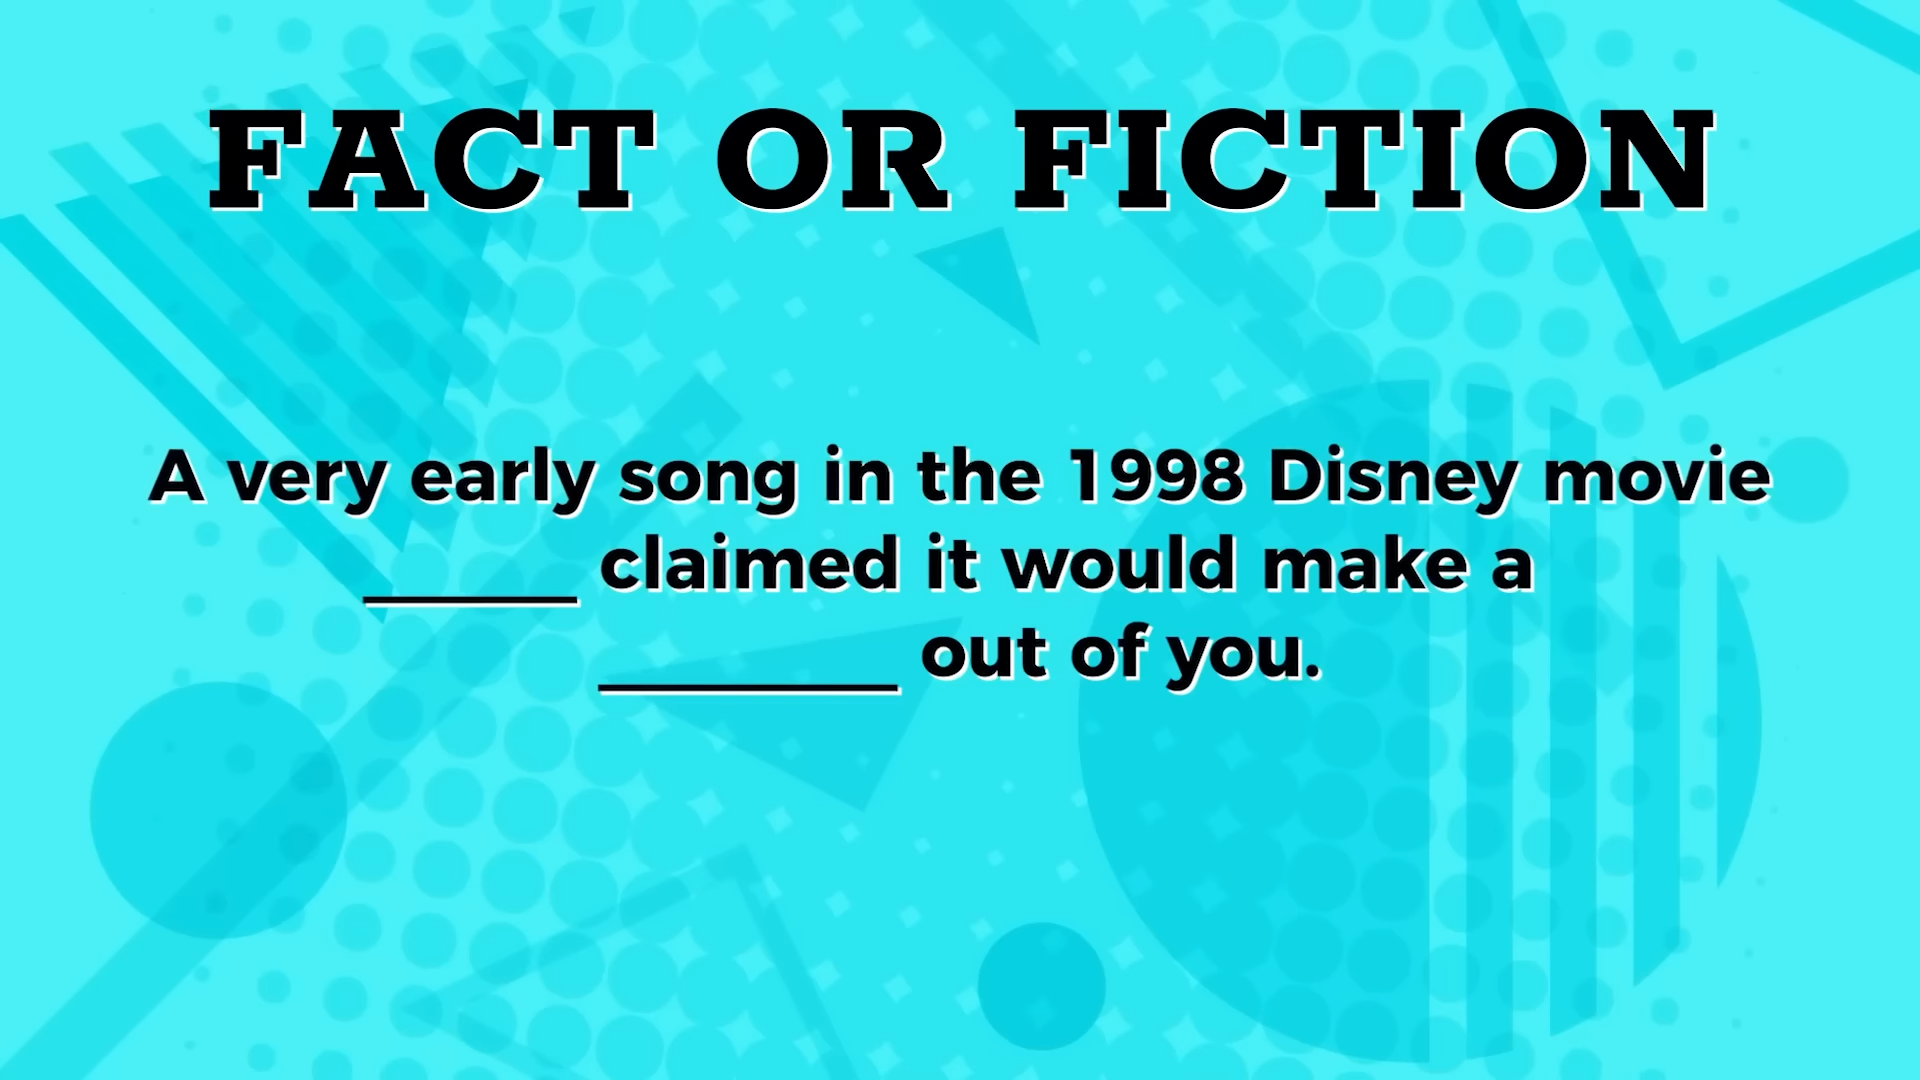 FACT OR FICTION
A very early song in the 1998 Disney movie
______ claimed it would make a
________ out of you.